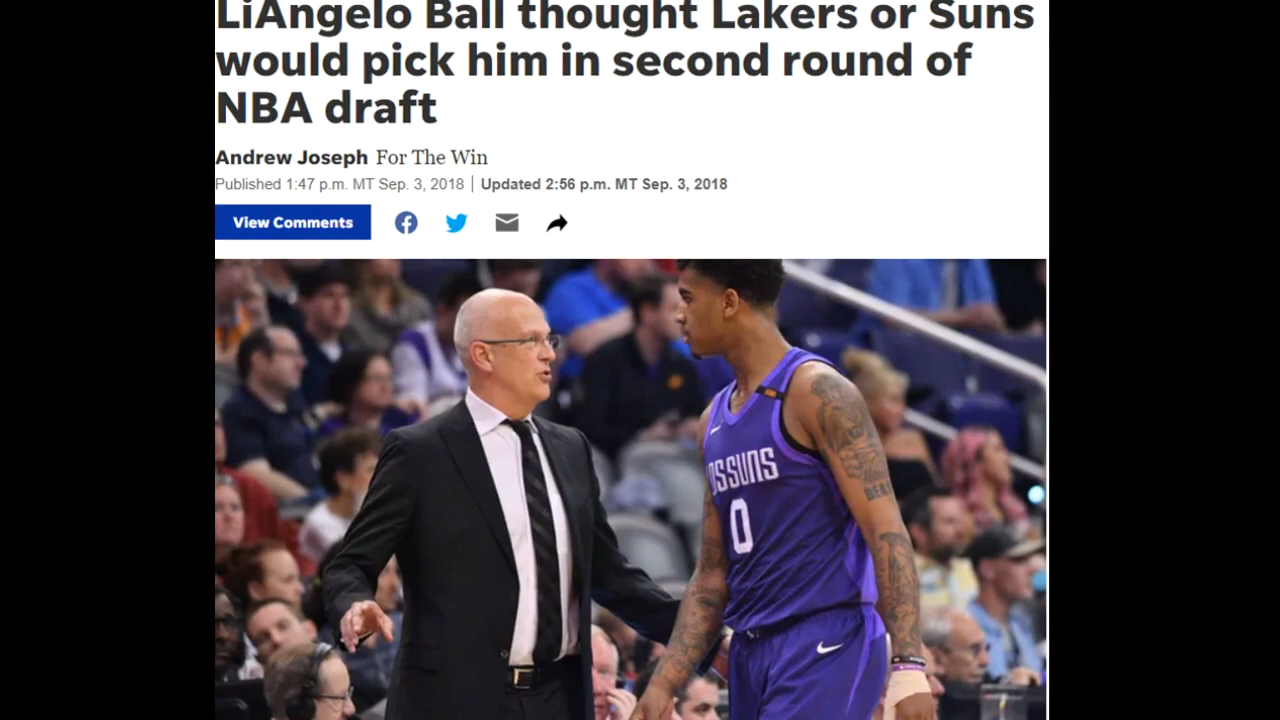 LiAngelo Ball thought Lakers or Suns
would pick him in second round of
NBA draft
Andrew Joseph For The Win
Published 1:47 p.m. MT Sep. 3, 2018 | Updated 2:56 p.m. MT Sep. 3, 2018
View Comments
OS SUNS
0